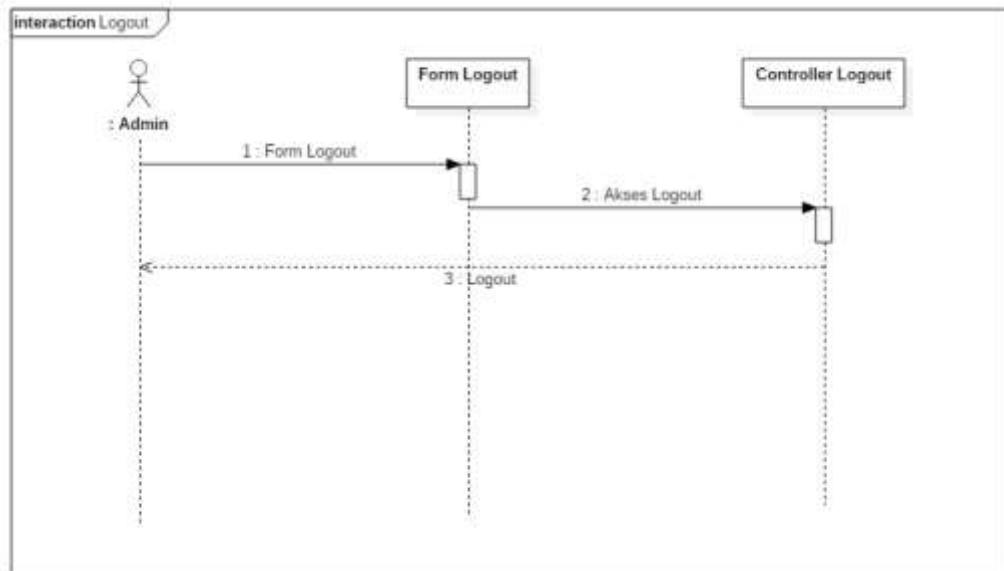 interaction Logout
Form Logout
Controller Logout
: Admin
1 : Form Logout
2 : Akses Logout
3 : Logout